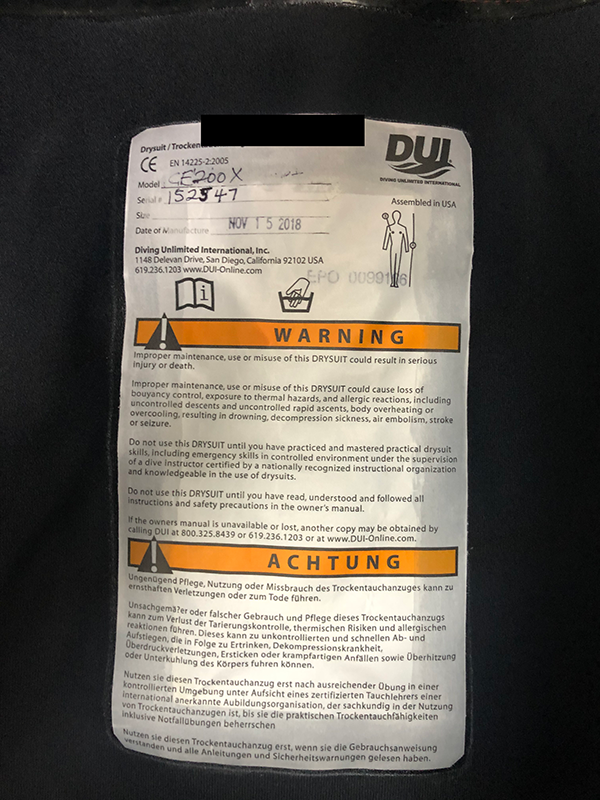 Drysuit / Trocken
DUI
DIVING UNLIMITED INTERNATIONAL
CE EN 14225-2:2005
Model CF200X
Serial # 152547
Assembled in USA
Size
Date of Manufacture NOV 15 2018
Diving Unlimited International, Inc.
1148 Delevan Drive, San Diego, California 92102 USA
619.236.1203 www.DUI-Online.com
EPO
i
WARNING
Improper maintenance, use or misuse of this DRYSUIT could result in serious
injury or death.
Improper maintenance, use or misuse of this DRYSUIT could cause loss of
bouyancy control, exposure to thermal hazards, and allergic reactions, including
uncontrolled descents and uncontrolled rapid ascents, body overheating or
overcooling, resulting in drowning, decompression sickness, air embolism, stroke
or seizure.
Do not use this DRYSUIT until you have practiced and mastered practical drysuit
skills, including emergency skills in controlled environment under the supervision
of a dive instructor certified by a nationally recognized instructional organization
and knowledgeable in the use of drysuits.
Do not use this DRYSUIT until you have read, understood and followed all
instructions and safety precautions in the owner's manual.
If the owners manual is unavailable or lost, another copy may be obtained by
calling DUI at 800.325.8439 or 619.236.1203 or at www.DUI-Online.com.
ACHTUNG
Ungenügend Pflege, Nutzung oder Missbrauch des Trockentauchanzuges kann zu
ernsthaften Verletzungen oder zum Tode führen.
Unsachgemä?er oder falscher Gebrauch und Pflege dieses Trockentauchanzugs
kann zum Verlust der Tarierungskontrolle, thermischen Risiken und allergischen
reaktionen führen. Dieses kann zu unkontrollierten und schnellen Ab- und
Aufstiegen, die in Folge zu Ertrinken, Dekompressionskrankheit,
Überdruckverletzungen, Ersticken oder krampfartigen Anfällen sowie Überhitzung
oder Unterkuhlung des Körpers fuhren können.
Nutzen sie diesen Trockentauchanzug erst nach ausreichender Übung in einer
kontrollierten Umgebung unter Aufsicht eines zertifizierten Tauchlehrers einer
international anerkannte Aubildungsorganisation, der sachkundig in der Nutzung
von Trockentauchanzugen ist, bis sie die praktischen Trockentauchfähigkeiten
inklusive Notfallübungen beherrschen
Nutzen sie diesen Trockentauchanzug erst, wenn sie die Gebrauchsanweisung
verstanden und alle Anleitungen und Sicherheitswarnungen gelesen haben.